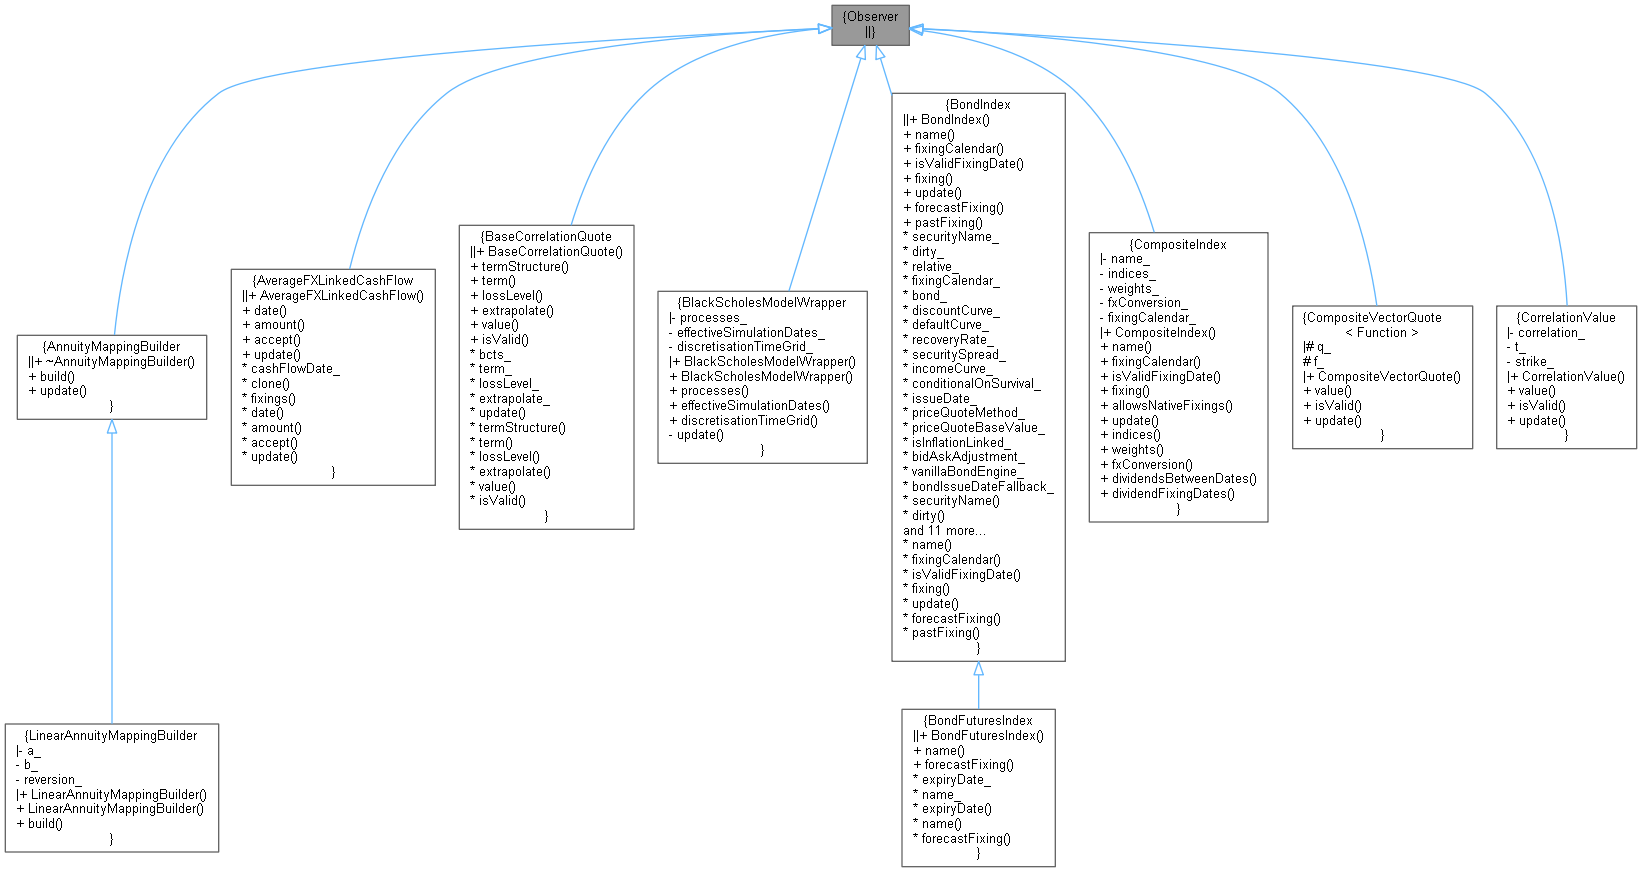 {Observer
||}
{AnnuityMappingBuilder
||+ ~AnnuityMappingBuilder()
+ build()
+ update()
}
{AverageFXLinkedCashFlow
||+ AverageFXLinkedCashFlow()
+ date()
+ amount()
+ accept()
+ update()
* cashFlowDate_
* clone()
* fixings()
* date()
* amount()
* accept()
* update()
}
{BaseCorrelationQuote
||+ BaseCorrelationQuote()
+ termStructure()
+ term()
+ lossLevel()
+ extrapolate()
+ value()
+ isValid()
* bcts_
* term_
* lossLevel_
* extrapolate_
* update()
* termStructure()
* term()
* lossLevel()
* extrapolate()
* value()
* isValid()
}
{BlackScholesModelWrapper
|- processes_
- effectiveSimulationDates_
- discretisationTimeGrid_
|+ BlackScholesModelWrapper()
+ BlackScholesModelWrapper()
+ processes()
+ effectiveSimulationDates()
+ discretisationTimeGrid()
- update()
}
{BondIndex
||+ BondIndex()
+ name()
+ fixingCalendar()
+ isValidFixingDate()
+ fixing()
+ update()
+ forecastFixing()
+ pastFixing()
* securityName_
* dirty_
* relative_
* fixingCalendar_
* bond_
* discountCurve_
* defaultCurve_
* recoveryRate_
* securitySpread_
* incomeCurve_
* conditionalOnSurvival_
* issueDate_
* priceQuoteMethod_
* priceQuoteBaseValue_
* isInflationLinked_
* bidAskAdjustment_
* vanillaBondEngine_
* bondIssueDateFallback_
* securityName()
* dirty()
and 11 more...
* name()
* fixingCalendar()
* isValidFixingDate()
* fixing()
* update()
* forecastFixing()
* pastFixing()
}
{CompositeIndex
|- name_
- indices_
- weights_
- fxConversion_
- fixingCalendar_
|+ CompositeIndex()
+ name()
+ fixingCalendar()
+ isValidFixingDate()
+ fixing()
+ allowsNativeFixings()
+ update()
+ indices()
+ weights()
+ fxConversion()
+ dividendsBetweenDates()
+ dividendFixingDates()
}
{CompositeVectorQuote
< Function >
|# q_
# f_
|+ CompositeVectorQuote()
+ value()
+ isValid()
+ update()
}
{CorrelationValue
|- correlation_
- t_
- strike_
|+ CorrelationValue()
+ value()
+ isValid()
+ update()
}
{LinearAnnuityMappingBuilder
|- a_
- b_
- reversion_
|+ LinearAnnuityMappingBuilder()
+ LinearAnnuityMappingBuilder()
+ build()
}
{BondFuturesIndex
||+ BondFuturesIndex()
+ name()
+ forecastFixing()
* expiryDate_
* name_
* expiryDate()
* name()
* forecastFixing()
}